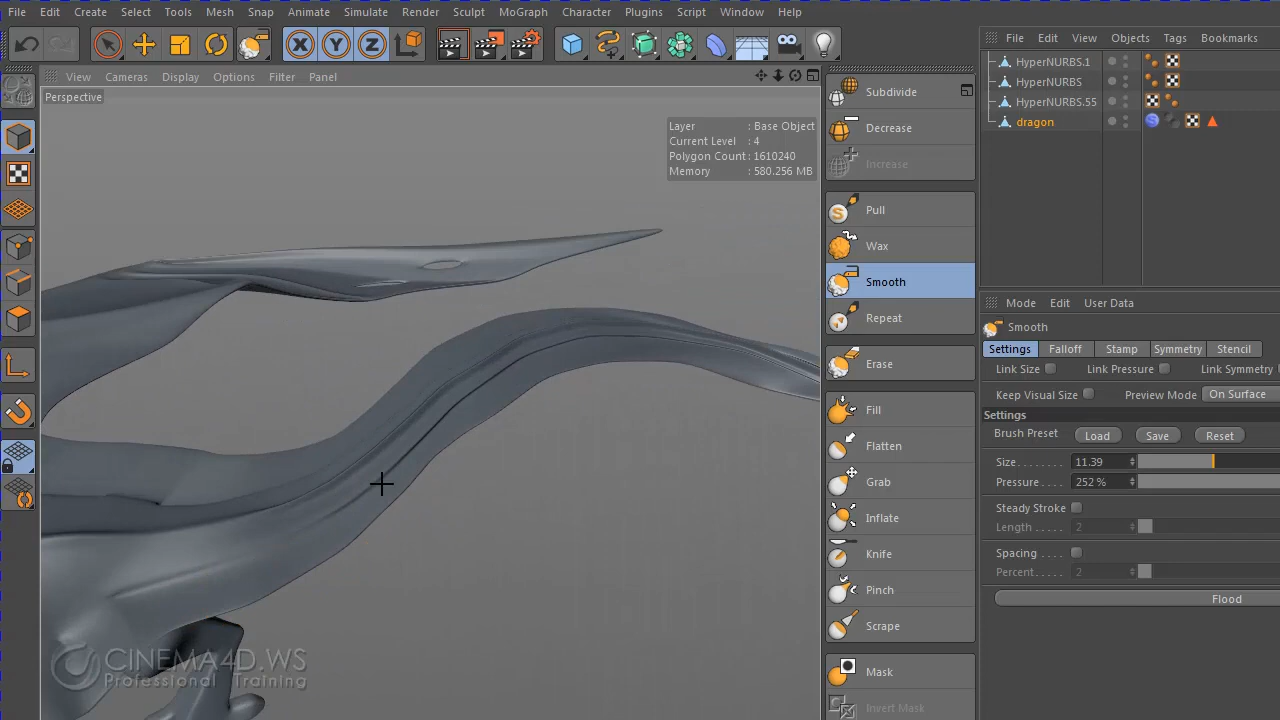 File Edit Create Select Tools Mesh Snap Animate Simulate Render Sculpt MoGraph Character Plugins Script Window Help
X Y Z
View Cameras Display Options Filter Panel
Perspective
Layer : Base Object
Current Level : 4
Polygon Count : 1610240
Memory : 580.256 MB
CINEMA4D.WS
Professional Training
Subdivide
Decrease
Increase
Pull
Wax
Smooth
Repeat
Erase
Fill
Flatten
Grab
Inflate
Knife
Pinch
Scrape
Mask
Invert Mask
File Edit View Objects Tags Bookmarks
HyperNURBS.1
HyperNURBS
HyperNURBS.55
dragon
Mode Edit User Data
Smooth
Settings Falloff Stamp Symmetry Stencil
Link Size Link Pressure Link Symmetry
Keep Visual Size Preview Mode On Surface
Settings
Brush Preset Load Save Reset
Size 11.39
Pressure 252 %
Steady Stroke
Length 2
Spacing
Percent 2
Flood